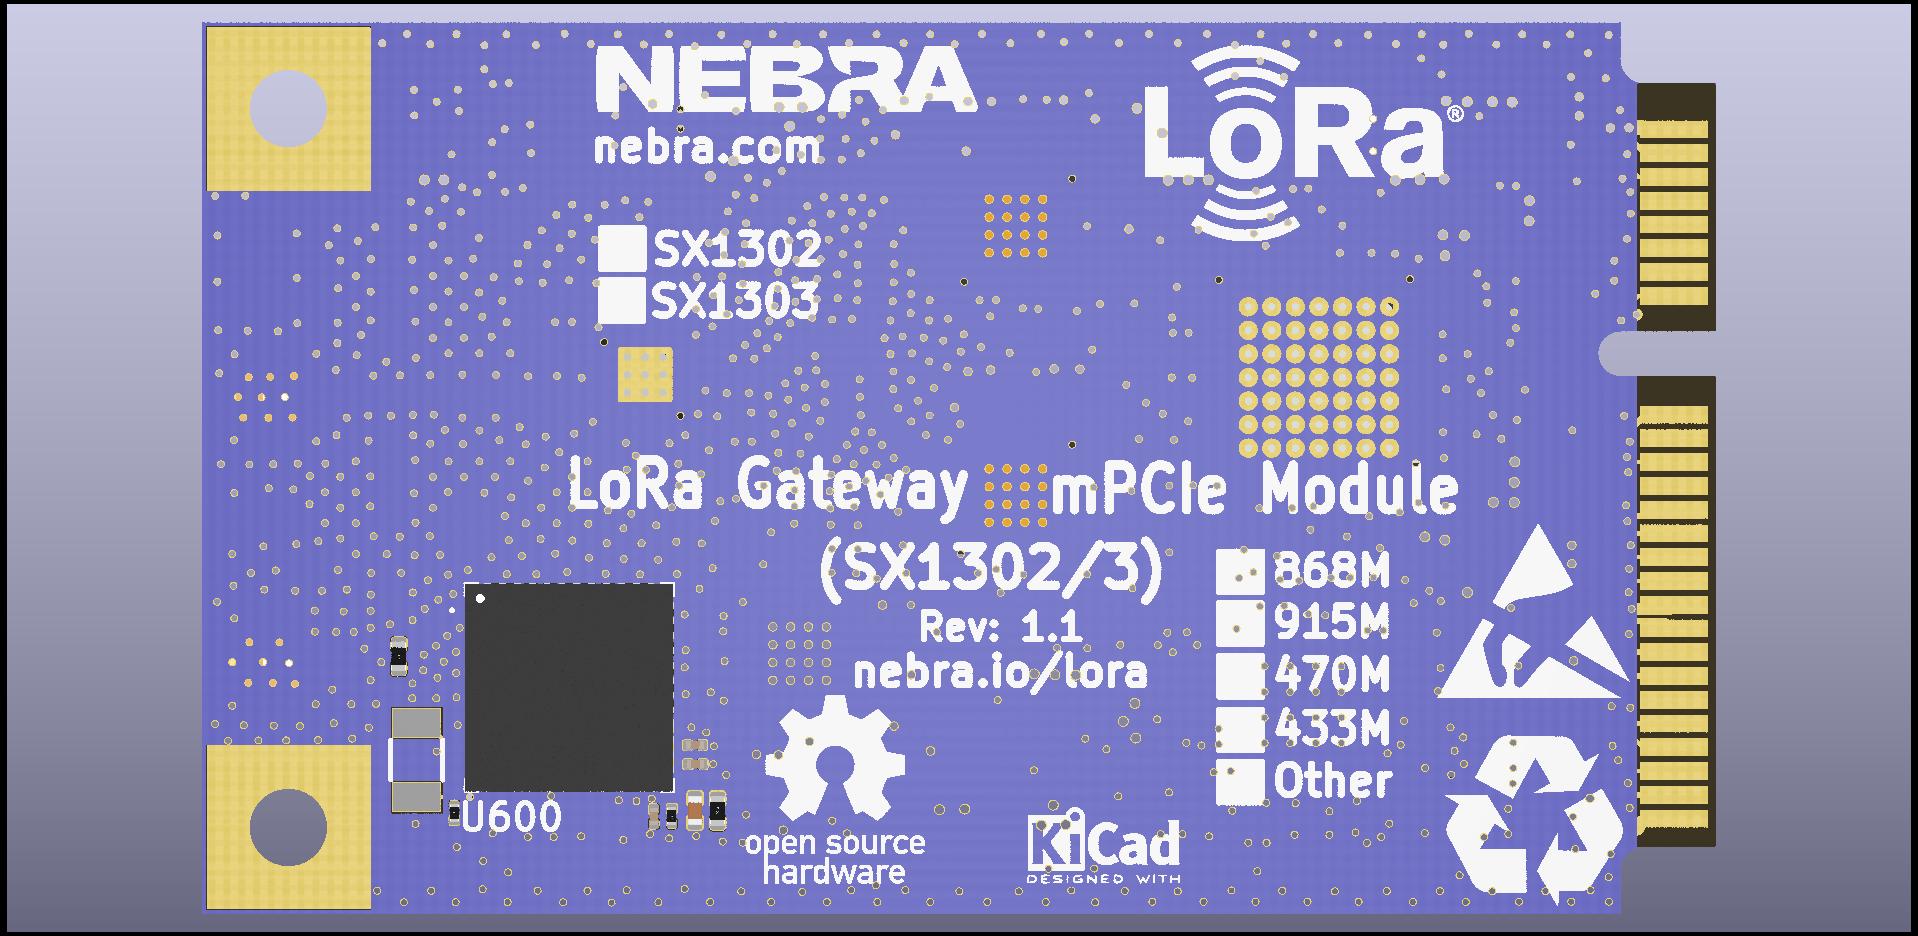 NEBRA
nebra.com
LoRa®
SX1302
SX1303
LoRa Gateway mPCIe Module
(SX1302/3)
Rev: 1.1
nebra.io/lora
868M
915M
470M
433M
Other
U600
open source
hardware
KiCad
DESIGNED WITH